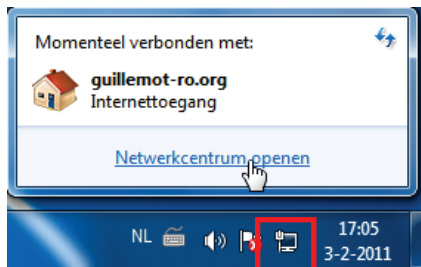 Momenteel verbonden met:
guillemot-ro.org
Internettoegang
Netwerkcentrum openen
NL
17:05
3-2-2011